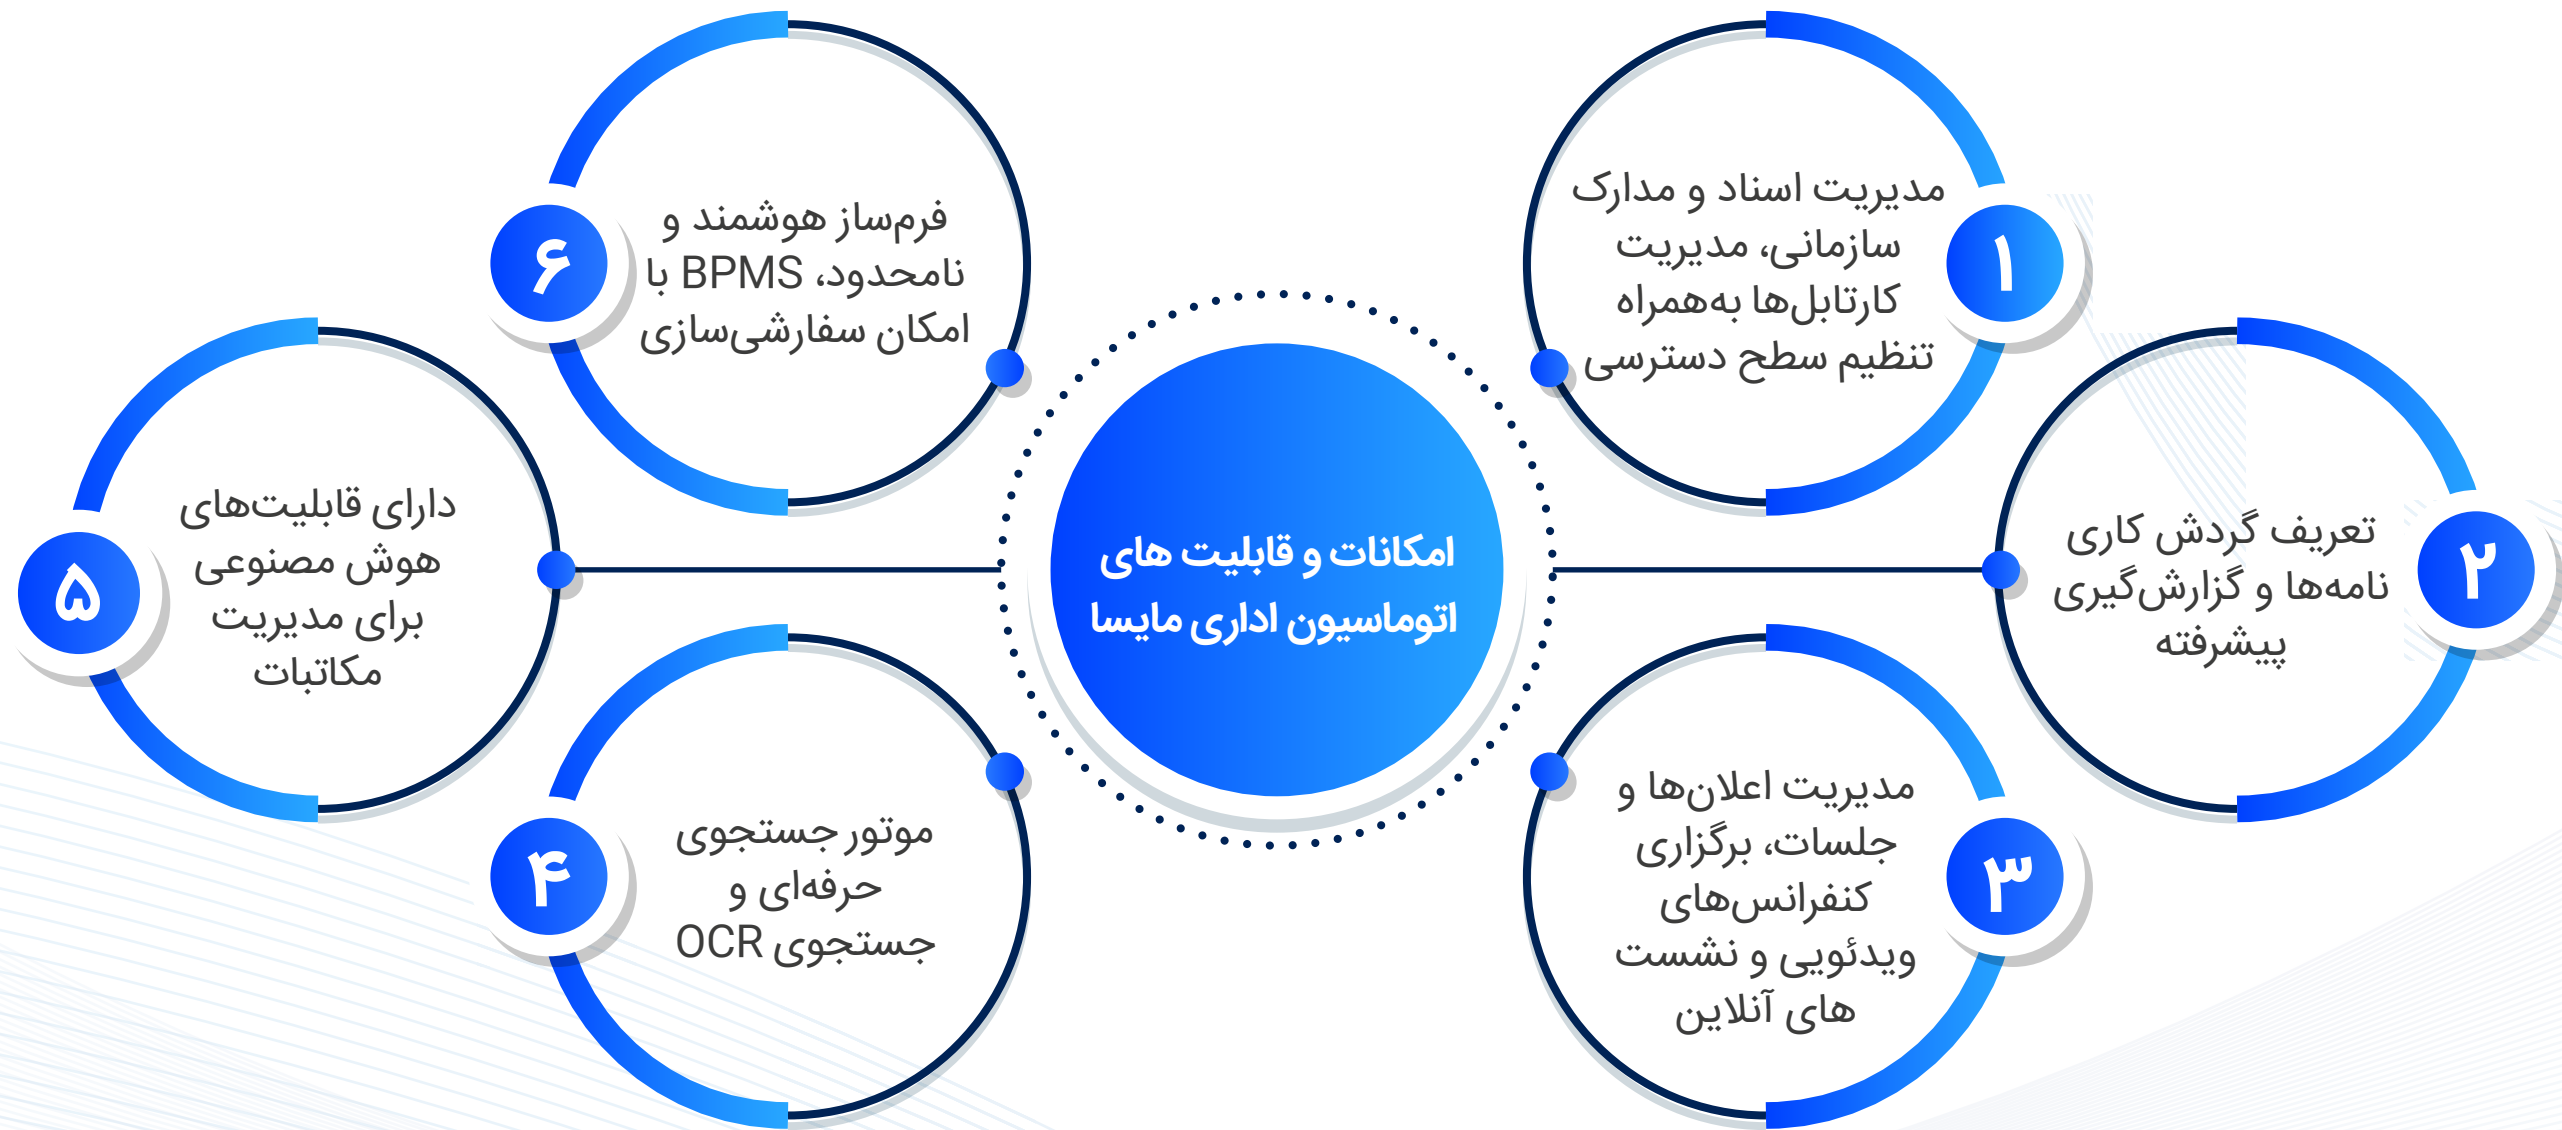 امکانات و قابلیت های
اتوماسیون اداری مایسا
۱
مدیریت اسناد و مدارک
سازمانی، مدیریت
کارتابل‌ها به‌همراه
تنظیم سطح دسترسی
۲
تعریف گردش کاری
نامه‌ها و گزارش‌گیری
پیشرفته
۳
مدیریت اعلان‌ها و
جلسات، برگزاری
کنفرانس‌های
ویدئویی و نشست
های آنلاین
۴
موتور جستجوی
حرفه‌ای و
جستجوی OCR
۵
دارای قابلیت‌های
هوش مصنوعی
برای مدیریت
مکاتبات
۶
فرم‌ساز هوشمند و
نامحدود، BPMS با
امکان سفارشی‌سازی